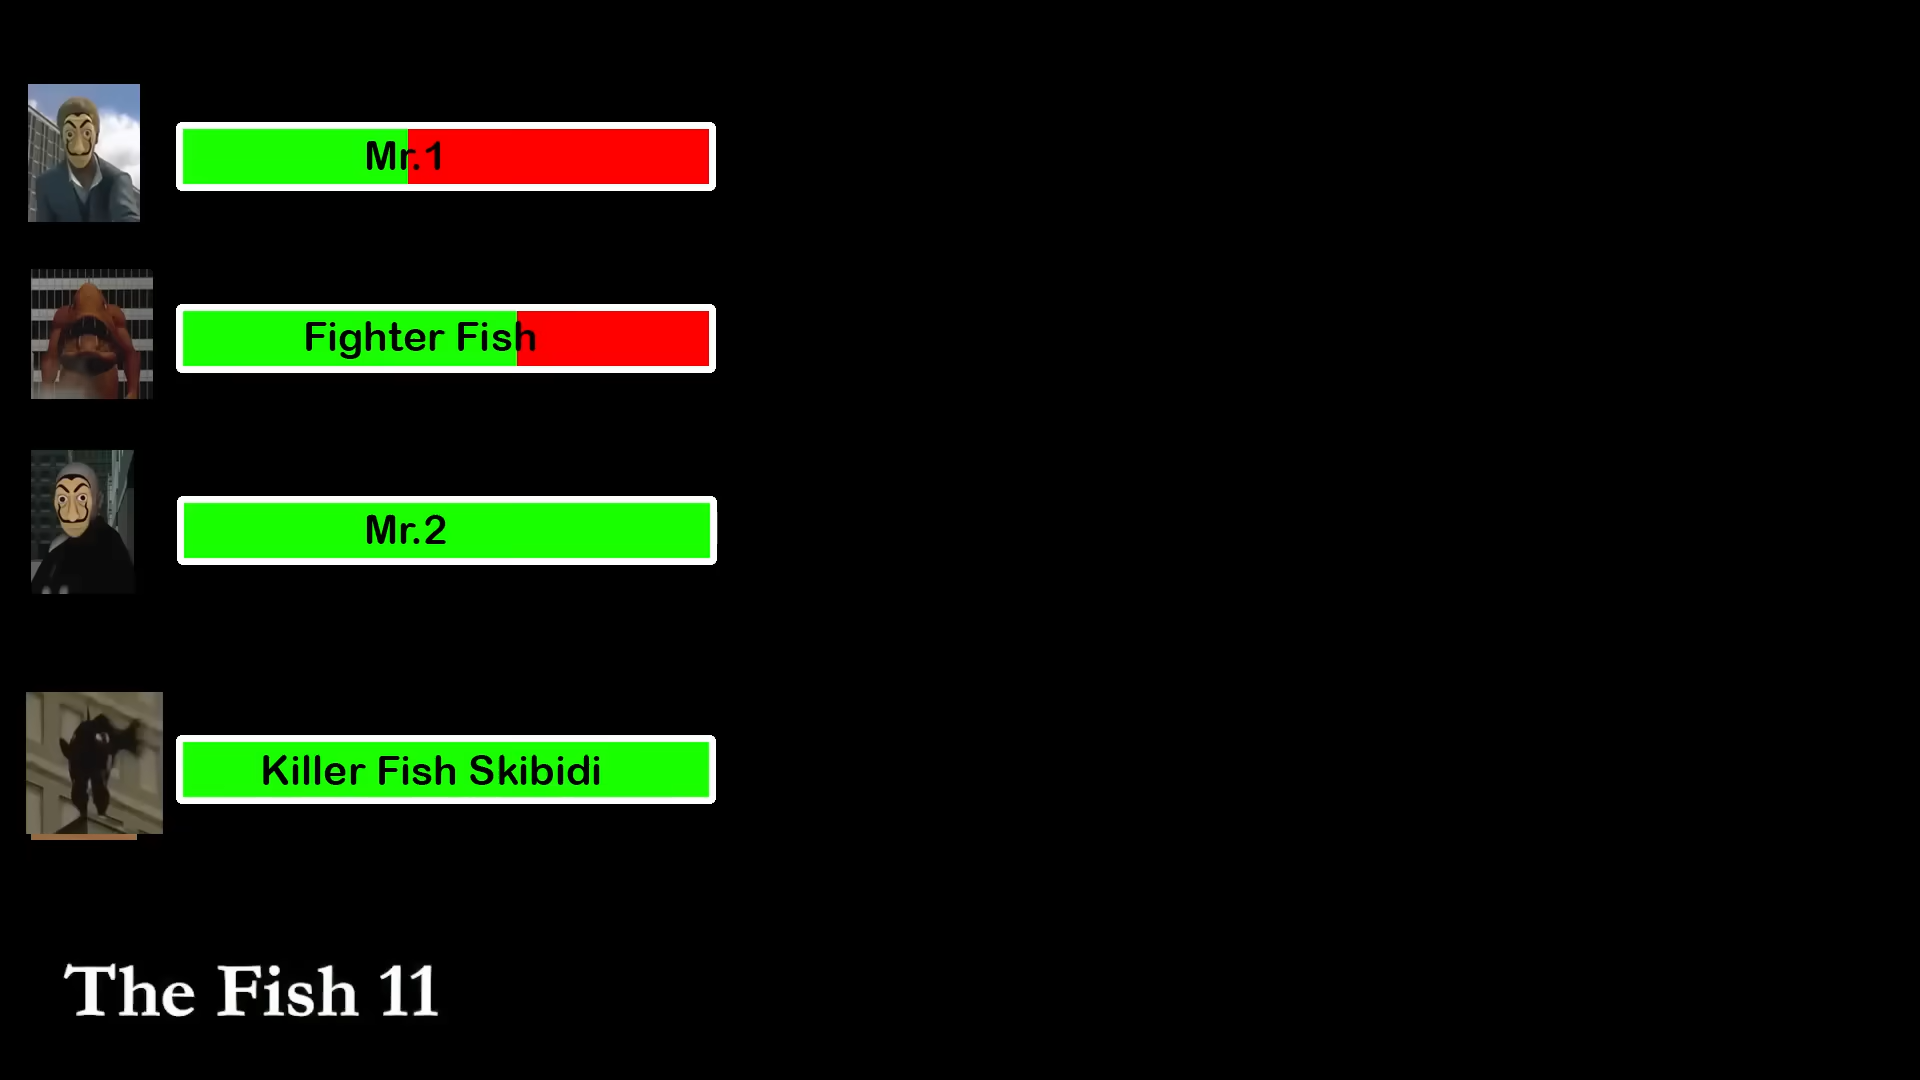 Mr.1
Fighter Fish
Mr.2
Killer Fish Skibidi
The Fish 11